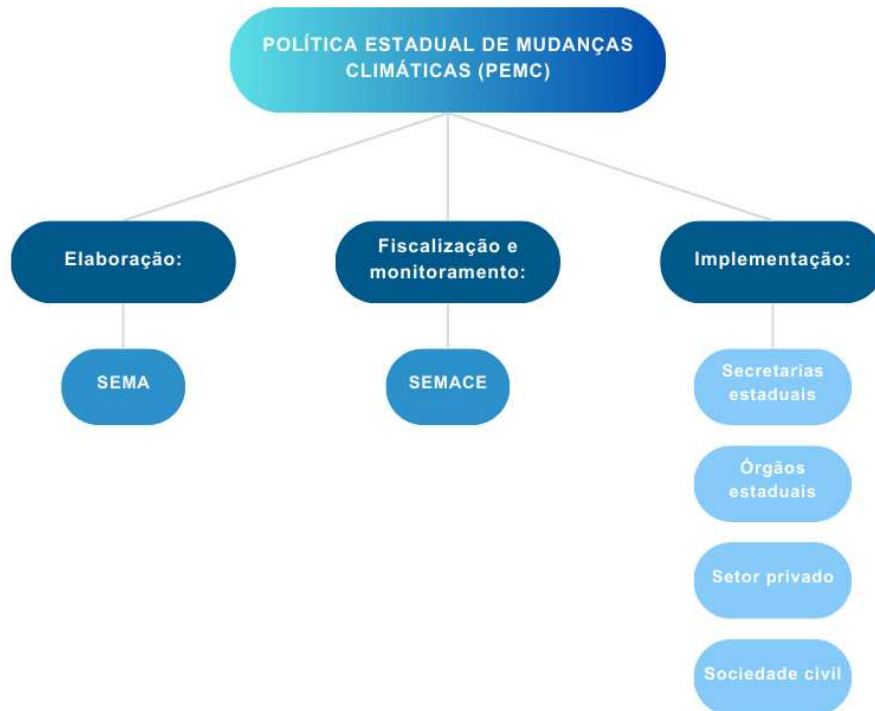 POLÍTICA ESTADUAL DE MUDANÇAS
CLIMÁTICAS (PEMC)
Elaboração:
SEMA
Fiscalização e
monitoramento:
SEMACE
Implementação:
Secretarias
estaduais
Órgãos
estaduais
Setor privado
Sociedade civil